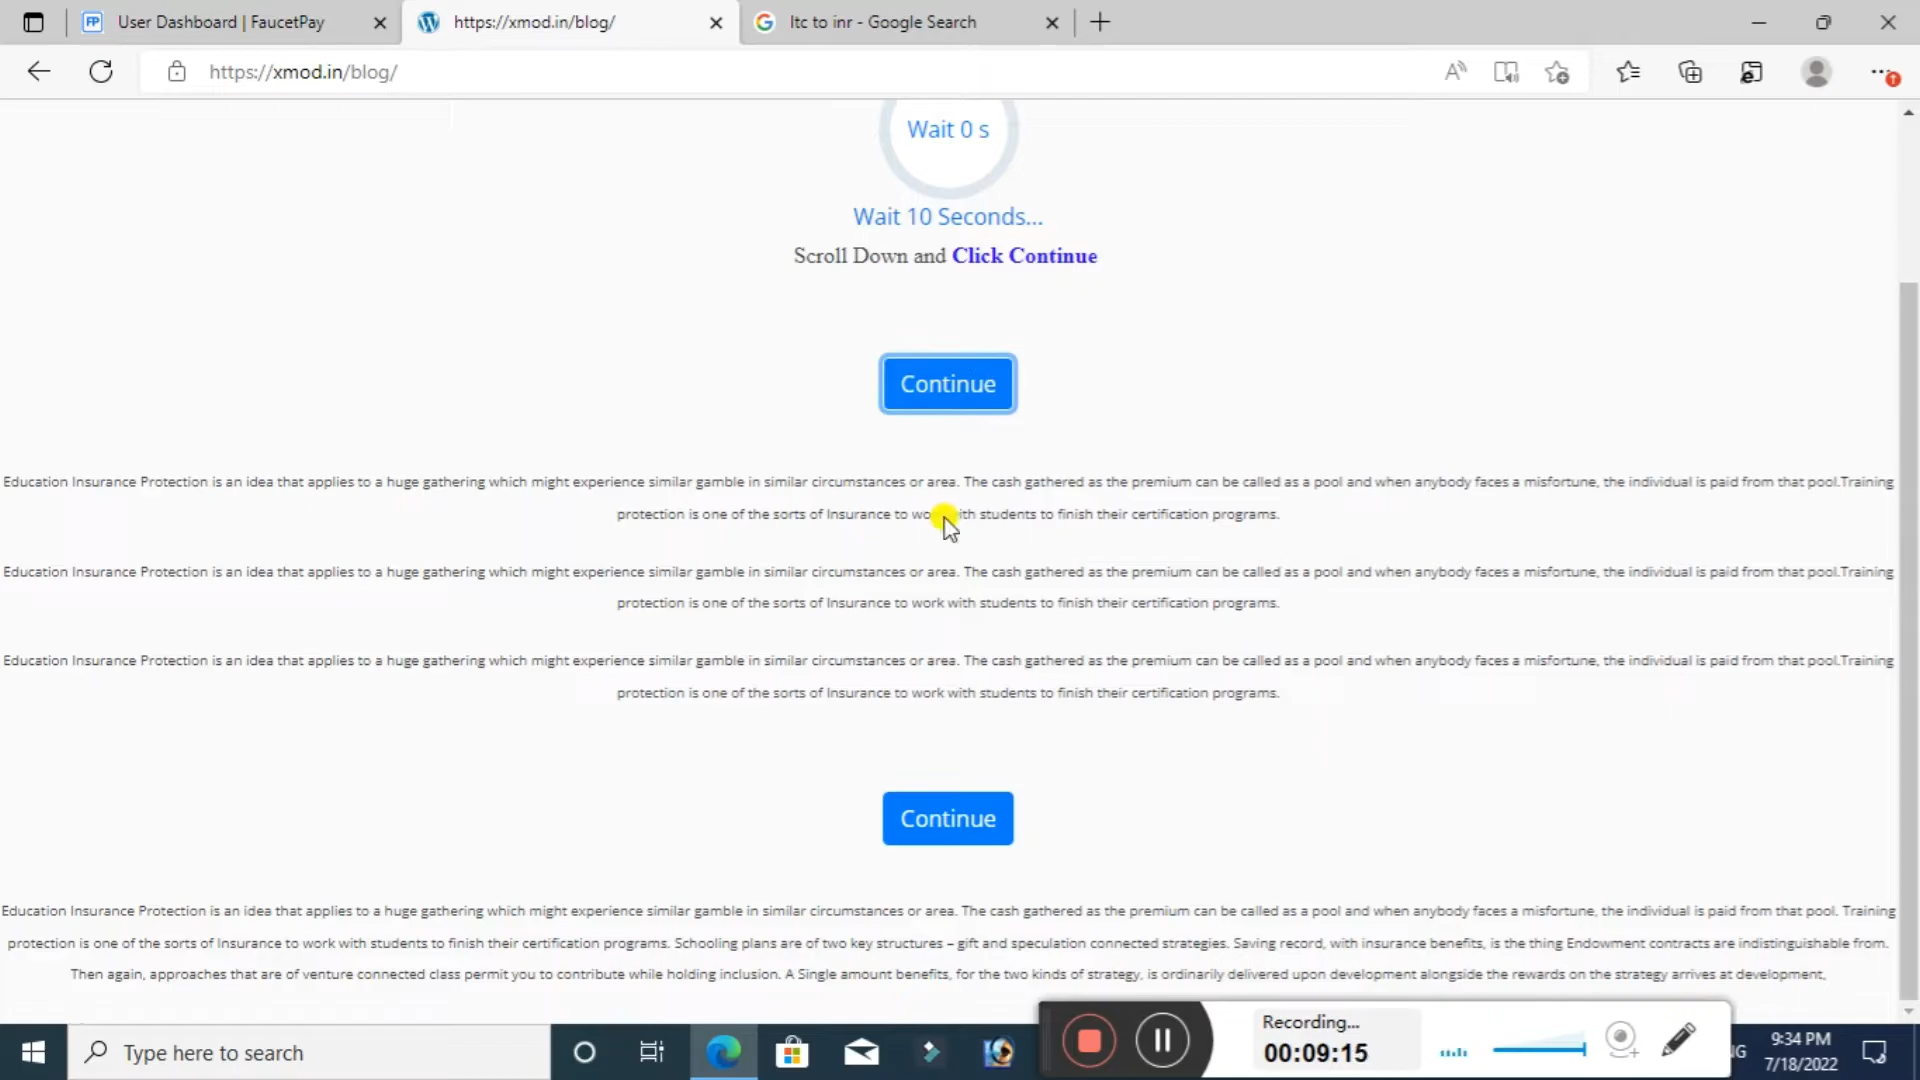 User Dashboard | FaucetPay
https://xmod.in/blog/
ltc to inr - Google Search
https://xmod.in/blog/
Wait 0 s
Wait 10 Seconds...
Scroll Down and Click Continue
Continue
Education Insurance Protection is an idea that applies to a huge gathering which might experience similar gamble in similar circumstances or area. The cash gathered as the premium can be called as a pool and when anybody faces a misfortune, the individual is paid from that pool.Training
protection is one of the sorts of Insurance to work with students to finish their certification programs.
Education Insurance Protection is an idea that applies to a huge gathering which might experience similar gamble in similar circumstances or area. The cash gathered as the premium can be called as a pool and when anybody faces a misfortune, the individual is paid from that pool.Training
protection is one of the sorts of Insurance to work with students to finish their certification programs.
Education Insurance Protection is an idea that applies to a huge gathering which might experience similar gamble in similar circumstances or area. The cash gathered as the premium can be called as a pool and when anybody faces a misfortune, the individual is paid from that pool.Training
protection is one of the sorts of Insurance to work with students to finish their certification programs.
Continue
Education Insurance Protection is an idea that applies to a huge gathering which might experience similar gamble in similar circumstances or area. The cash gathered as the premium can be called as a pool and when anybody faces a misfortune, the individual is paid from that pool. Training
protection is one of the sorts of Insurance to work with students to finish their certification programs. Schooling plans are of two key structures – gift and speculation connected strategies. Saving record, with insurance benefits, is the thing Endowment contracts are indistinguishable from.
Then again, approaches that are of venture connected class permit you to contribute while holding inclusion. A Single amount benefits, for the two kinds of strategy, is ordinarily delivered upon development alongside the rewards on the strategy arrives at development,
Recording...
00:09:15
Type here to search
9:34 PM
7/18/2022